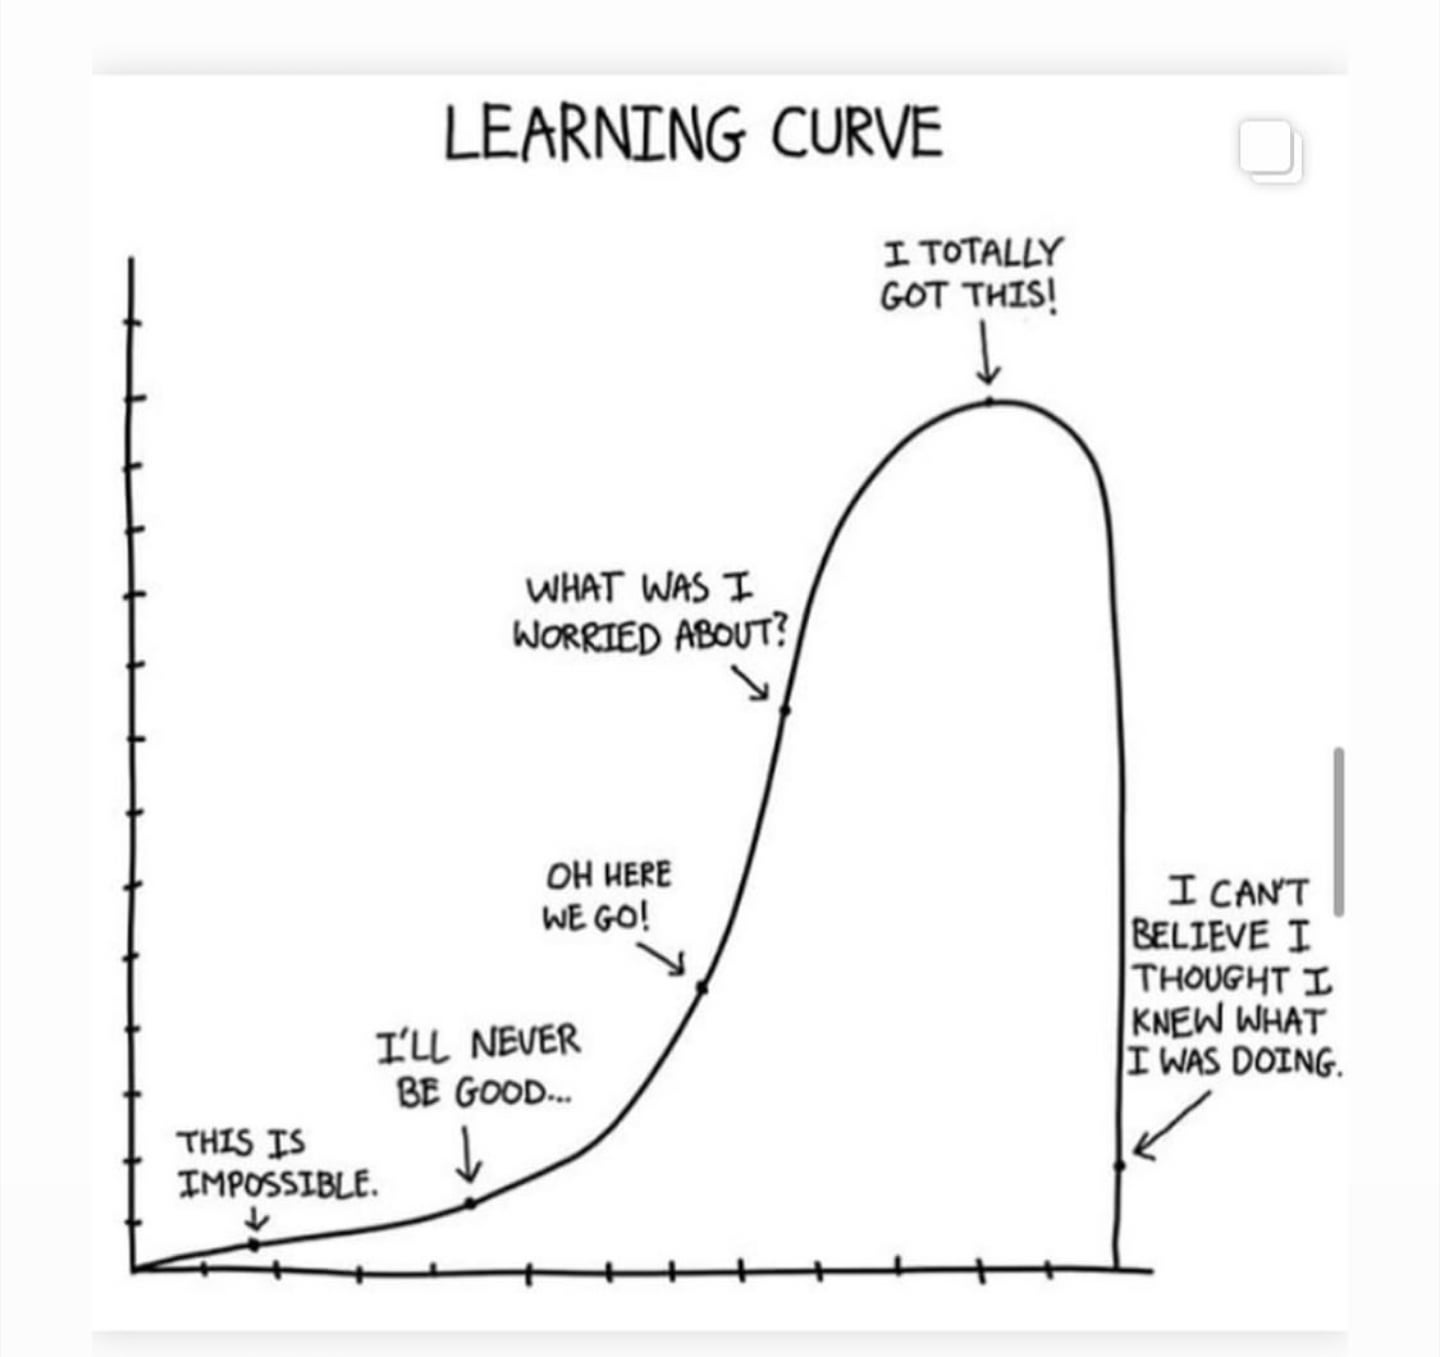 LEARNING CURVE
I TOTALLY
GOT THIS!
WHAT WAS I
WORRIED ABOUT?
OH HERE
WE GO!
I CAN'T
BELIEVE I
THOUGHT I
KNEW WHAT
I WAS DOING.
I'LL NEVER
BE GOOD...
THIS IS
IMPOSSIBLE.